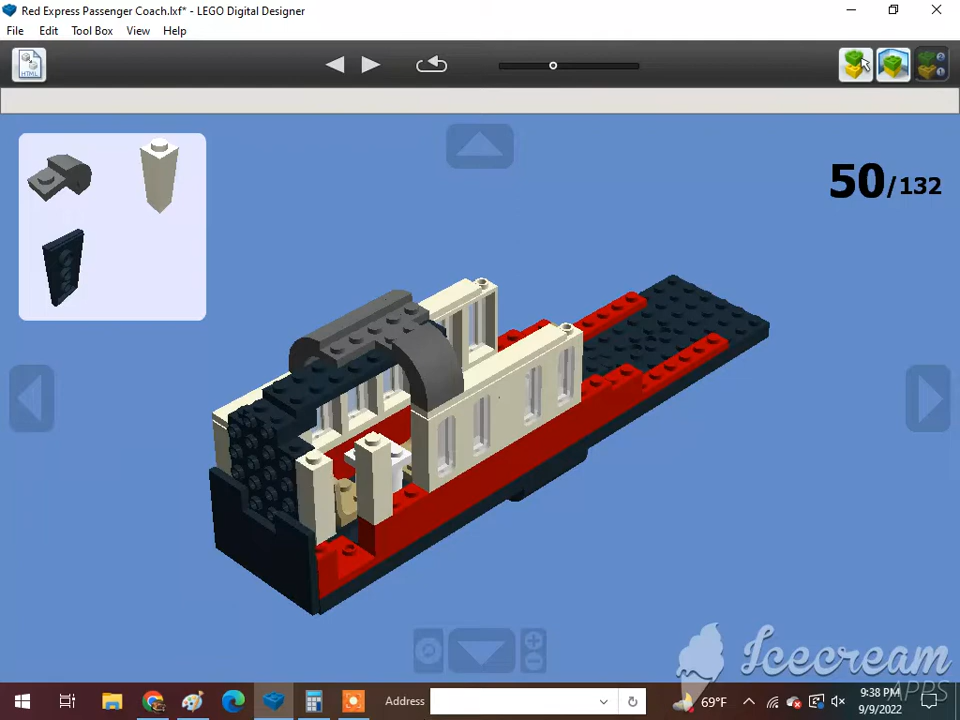 Red Express Passenger Coach.lxf* - LEGO Digital Designer
File Edit Tool Box View Help
HTML
50/132
Icecream
APPS
Address
69°F
9:38 PM
9/9/2022